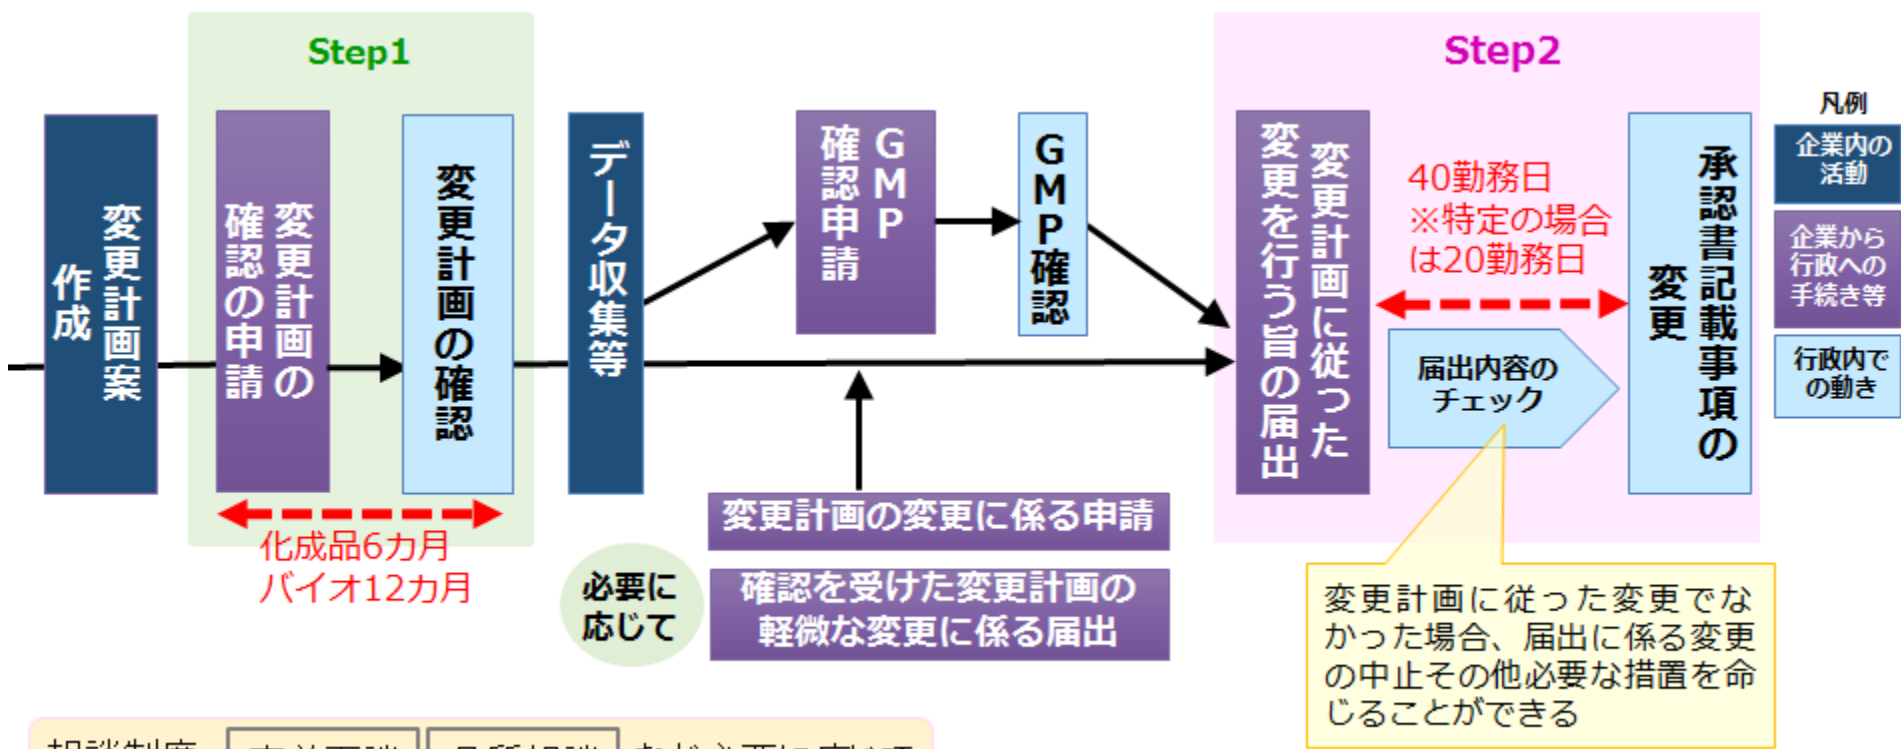 Step1
Step2
変更計画案
作成
変更計画の
確認の申請
変更計画の確認
データ収集等
GMP
確認申請
GMP確認
変更計画に従った
変更を行う旨の届出
40勤務日
※特定の場合
は20勤務日
届出内容の
チェック
承認書記載事項の
変更
凡例
企業内の
活動
企業から
行政への
手続き等
行政内で
の動き
化成品6カ月
バイオ12カ月
必要に
応じて
変更計画の変更に係る申請
確認を受けた変更計画の
軽微な変更に係る届出
変更計画に従った変更でな
かった場合、届出に係る変更
の中止その他必要な措置を命
じることができる